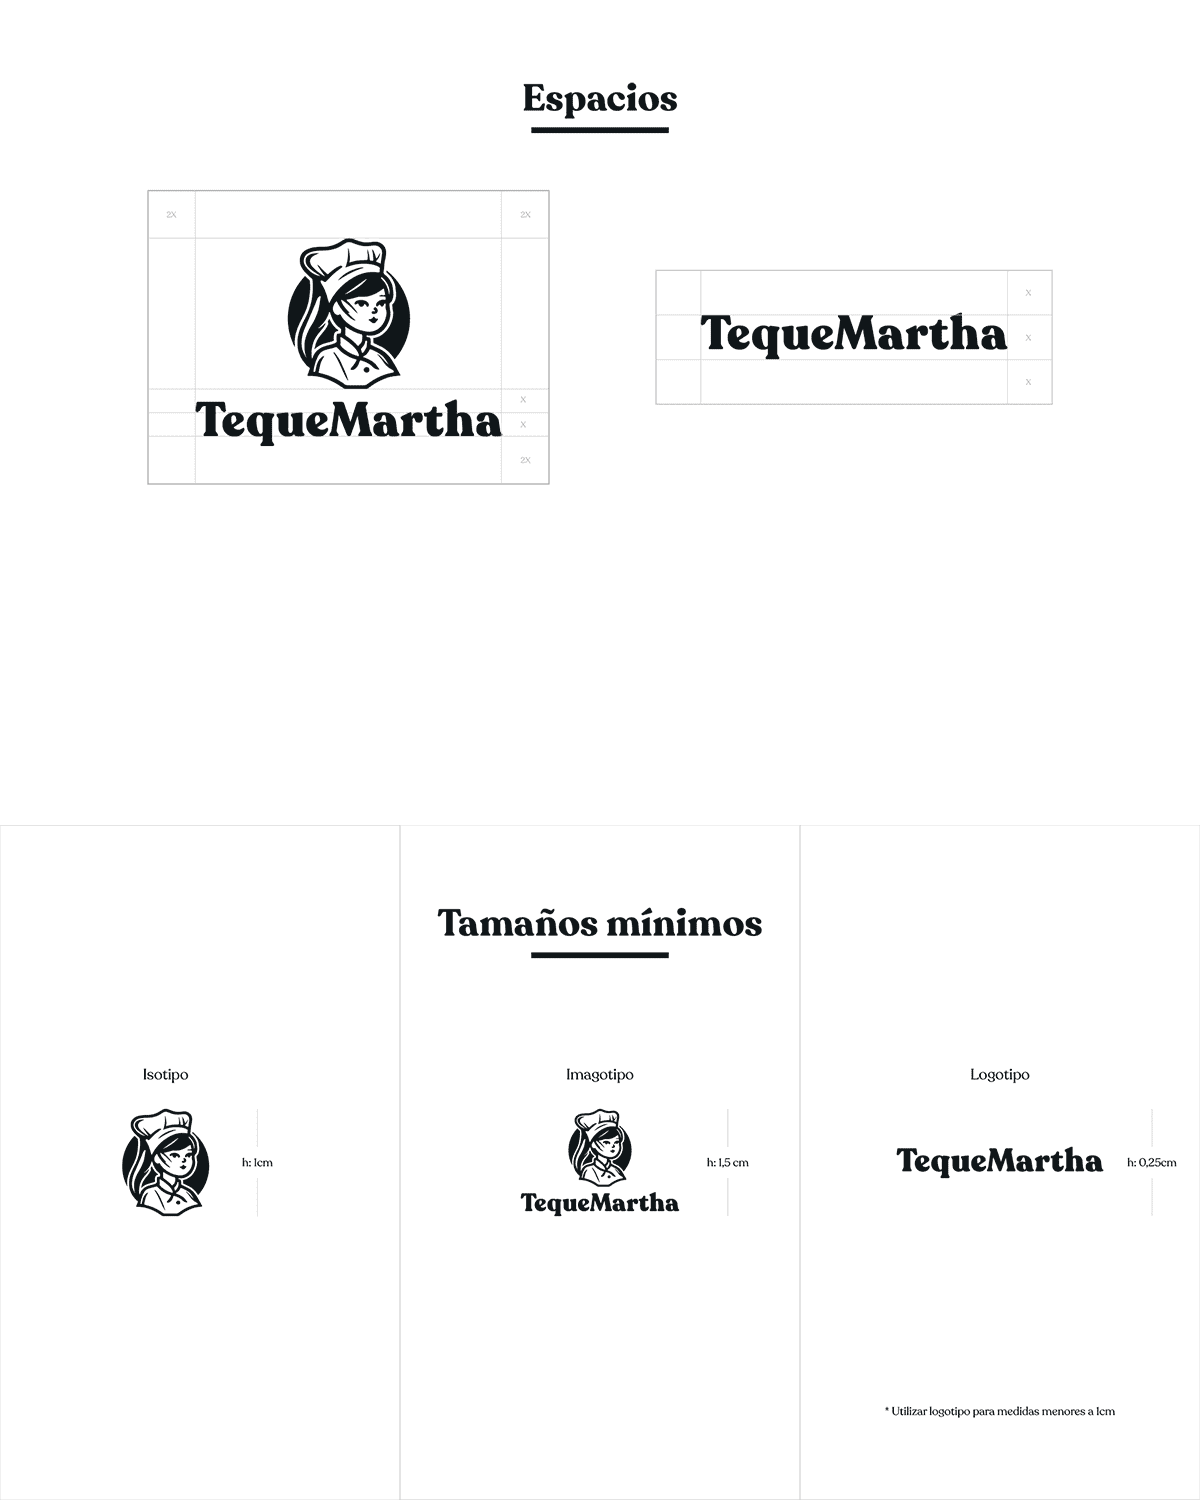 Espacios
2X 2X
X
TequeMartha
X
2X
X
TequeMartha
X
X
Tamaños mínimos
Isotipo
h: 1cm
Imagotipo
TequeMartha
h: 1,5 cm
Logotipo
TequeMartha
h: 0,25cm
* Utilizar logotipo para medidas menores a 1cm